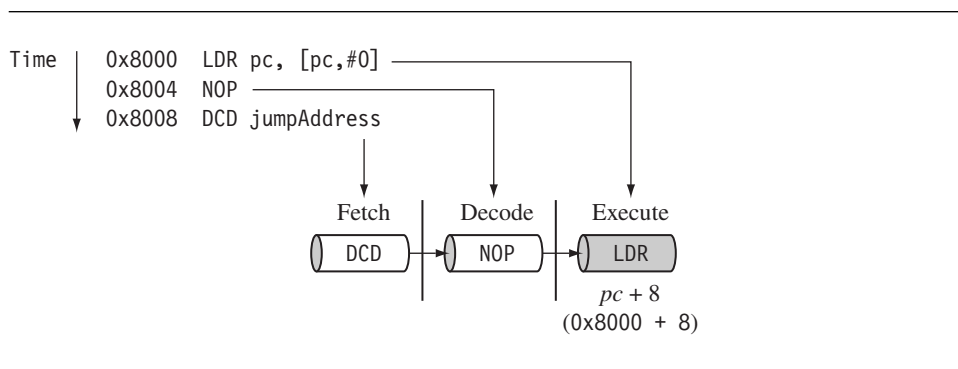 Time 0x8000 LDR pc, [pc,#0]
0x8004 NOP
0x8008 DCD jumpAddress
Fetch Decode Execute
DCD NOP LDR
pc + 8
(0x8000 + 8)